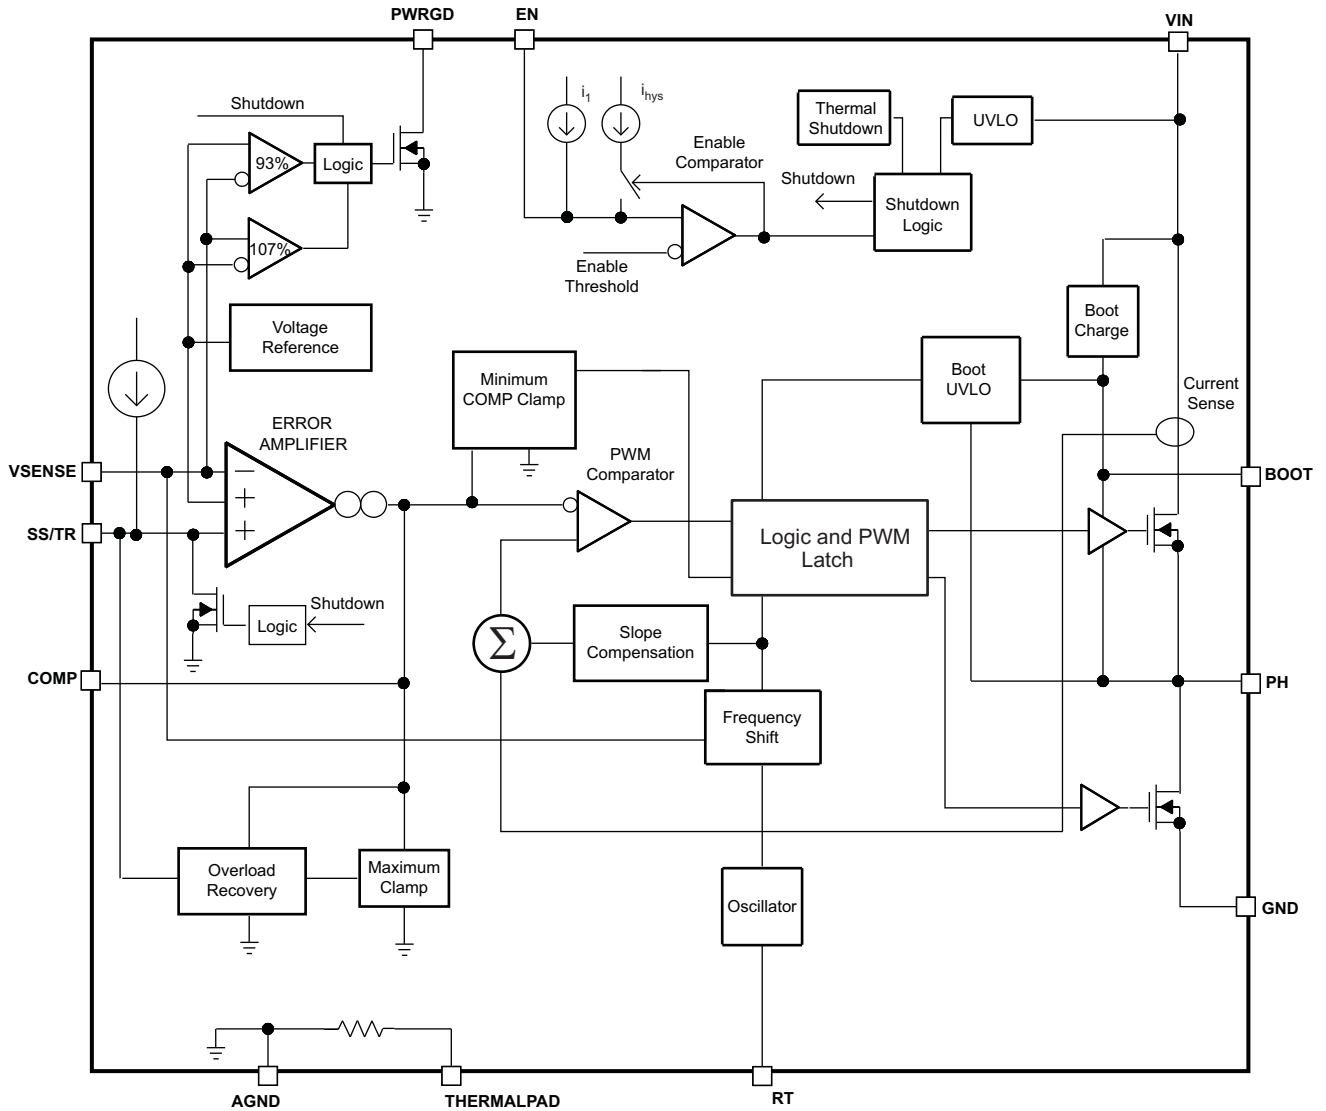 PWRGD
EN
VIN
Shutdown
93%
Logic
107%
i1
ihys
Enable
Comparator
Thermal
Shutdown
UVLO
Shutdown
Shutdown
Logic
Enable
Threshold
Voltage
Reference
Boot
Charge
Minimum
COMP Clamp
Boot
UVLO
Current
Sense
ERROR
AMPLIFIER
PWM
Comparator
VSENSE
−
+
+
BOOT
SS/TR
Logic and PWM
Latch
Shutdown
Logic
Σ
Slope
Compensation
COMP
PH
Frequency
Shift
Overload
Recovery
Maximum
Clamp
Oscillator
GND
AGND
THERMALPAD
RT